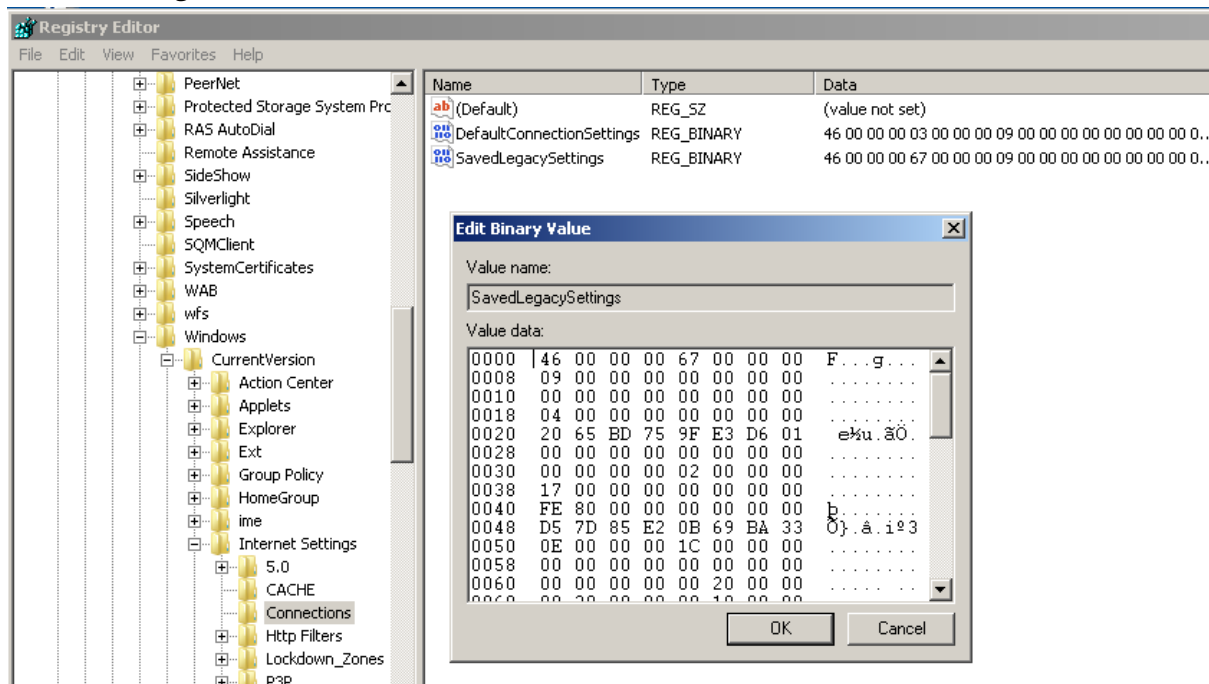 Registry Editor
File Edit View Favorites Help
PeerNet
Protected Storage System Prc
RAS AutoDial
Remote Assistance
SideShow
Silverlight
Speech
SQMClient
SystemCertificates
WAB
wfs
Windows
CurrentVersion
Action Center
Applets
Explorer
Ext
Group Policy
HomeGroup
ime
Internet Settings
5.0
CACHE
Connections
Http Filters
Lockdown_Zones
P3P
Name Type Data
(Default) REG_SZ (value not set)
DefaultConnectionSettings REG_BINARY 46 00 00 00 03 00 00 00 09 00 00 00 00 00 00 00 0..
SavedLegacySettings REG_BINARY 46 00 00 00 67 00 00 00 09 00 00 00 00 00 00 00 0..
Edit Binary Value
Value name:
SavedLegacySettings
Value data:
0000 46 00 00 00 67 00 00 00 F...g...
0008 09 00 00 00 00 00 00 00 ........
0010 00 00 00 00 00 00 00 00 ........
0018 04 00 00 00 00 00 00 00 ........
0020 20 65 BD 75 9F E3 D6 01 e½u.ãÖ.
0028 00 00 00 00 00 00 00 00 ........
0030 00 00 00 00 02 00 00 00 ........
0038 17 00 00 00 00 00 00 00 ........
0040 FE 80 00 00 00 00 00 00 þ.......
0048 D5 7D 85 E2 0B 69 BA 33 Õ}.â.iº3
0050 0E 00 00 00 1C 00 00 00 ........
0058 00 00 00 00 00 00 00 00 ........
0060 00 00 00 00 00 20 00 00 ..... ..
OK Cancel